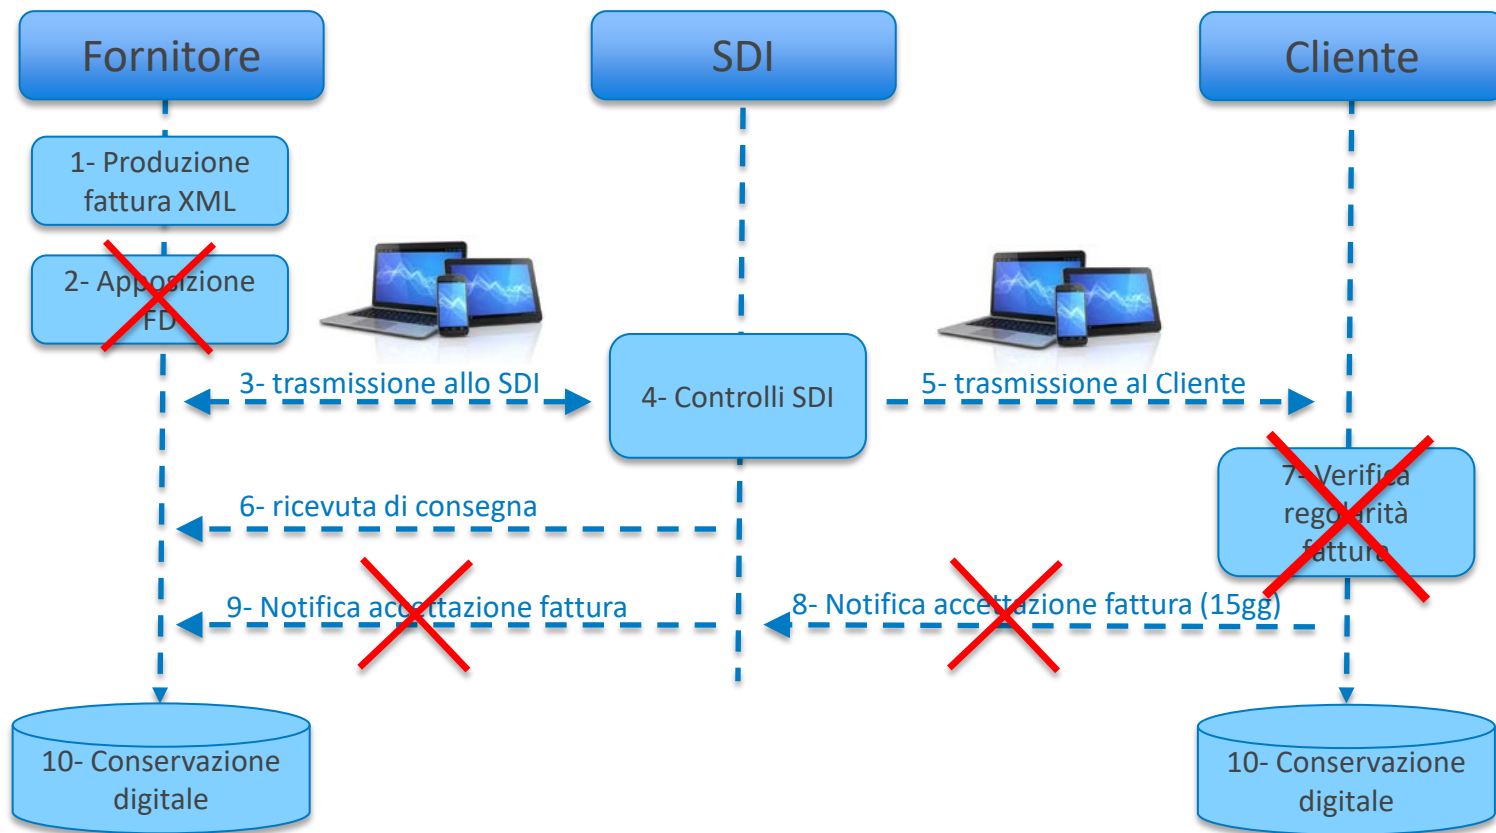 Fornitore
SDI
Cliente
1- Produzione
fattura XML
2- Apposizione
FD
3- trasmissione allo SDI
4- Controlli SDI
5- trasmissione al Cliente
6- ricevuta di consegna
7- Verifica
regolarità
fattura
9- Notifica accettazione fattura
8- Notifica accettazione fattura (15gg)
10- Conservazione
digitale
10- Conservazione
digitale